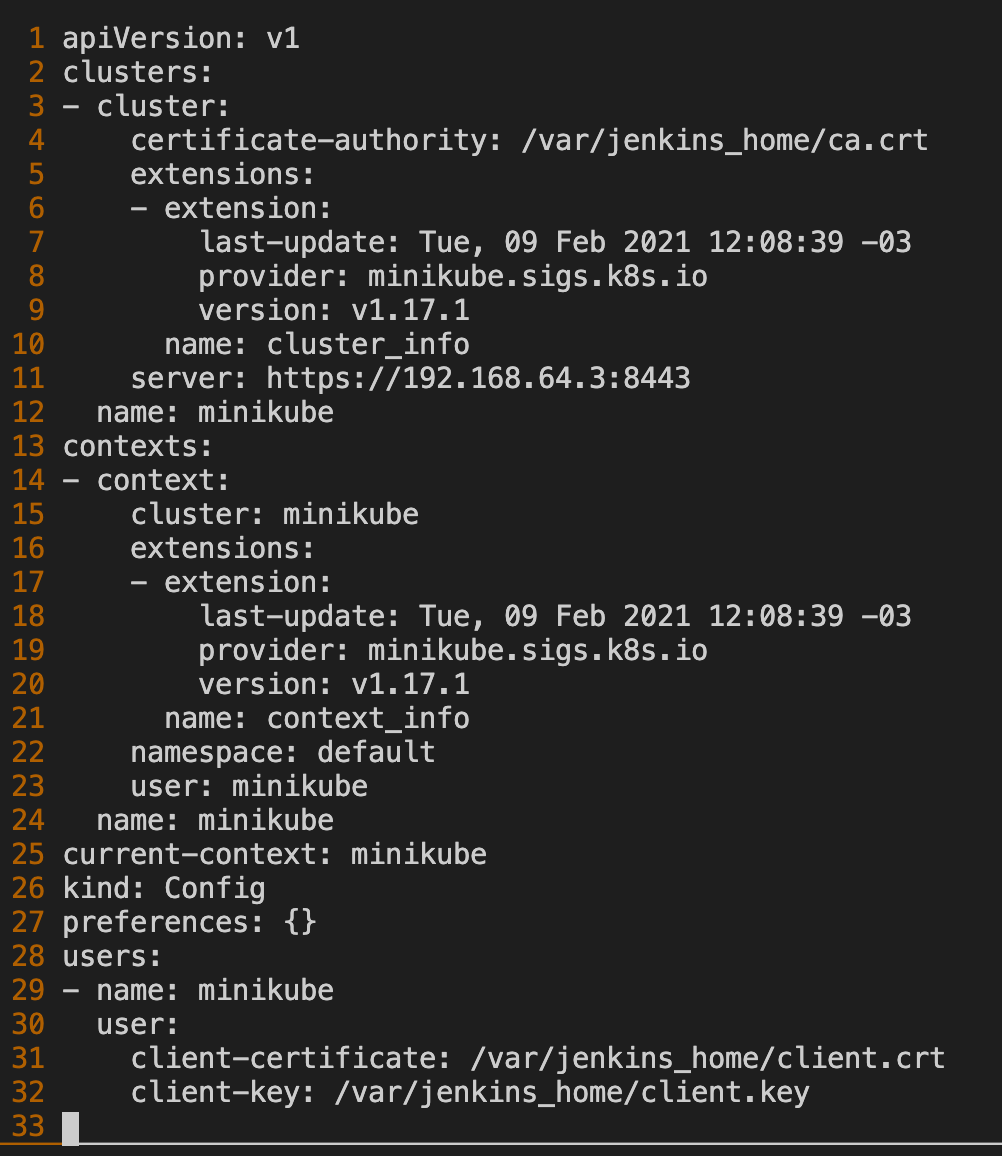 1 apiVersion: v1
2 clusters:
3 - cluster:
4     certificate-authority: /var/jenkins_home/ca.crt
5     extensions:
6     - extension:
7         last-update: Tue, 09 Feb 2021 12:08:39 -03
8         provider: minikube.sigs.k8s.io
9         version: v1.17.1
10       name: cluster_info
11     server: https://192.168.64.3:8443
12   name: minikube
13 contexts:
14 - context:
15     cluster: minikube
16     extensions:
17     - extension:
18         last-update: Tue, 09 Feb 2021 12:08:39 -03
19         provider: minikube.sigs.k8s.io
20         version: v1.17.1
21       name: context_info
22     namespace: default
23     user: minikube
24   name: minikube
25 current-context: minikube
26 kind: Config
27 preferences: {}
28 users:
29 - name: minikube
30   user:
31     client-certificate: /var/jenkins_home/client.crt
32     client-key: /var/jenkins_home/client.key
33